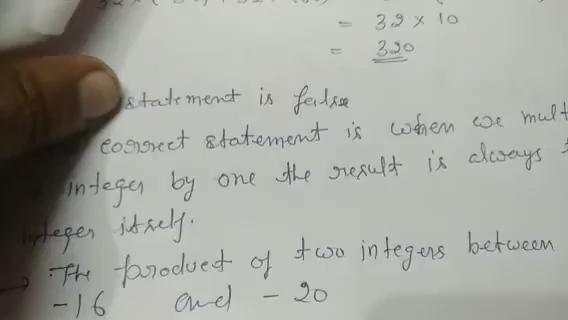 = 32 × 10
= 320
statement is false
correct statement is when we mult
integer by one the result is always
integer itself.
→ The product of two integers between
-16 and - 20